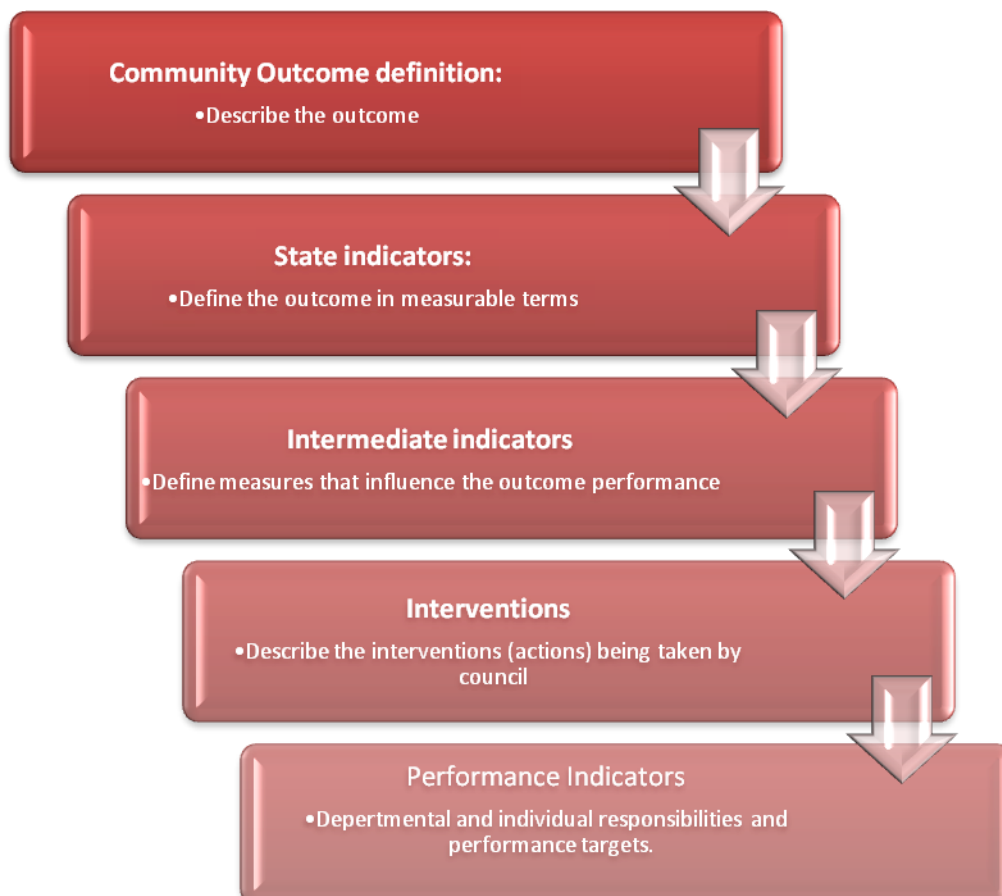 Community Outcome definition:
•Describe the outcome
State indicators:
•Define the outcome in measurable terms
Intermediate indicators
•Define measures that influence the outcome performance
Interventions
•Describe the interventions (actions) being taken by
council
Performance Indicators
•Depertmental and individual responsibilities and
performance targets.